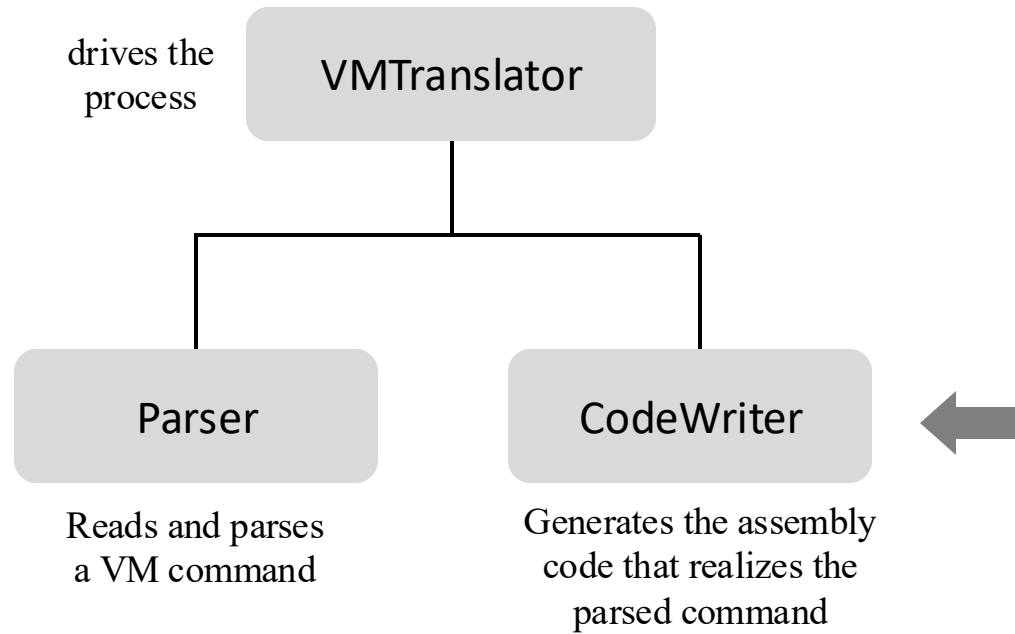 drives the
process
VMTranslator
Parser
CodeWriter
Reads and parses
a VM command
Generates the assembly
code that realizes the
parsed command